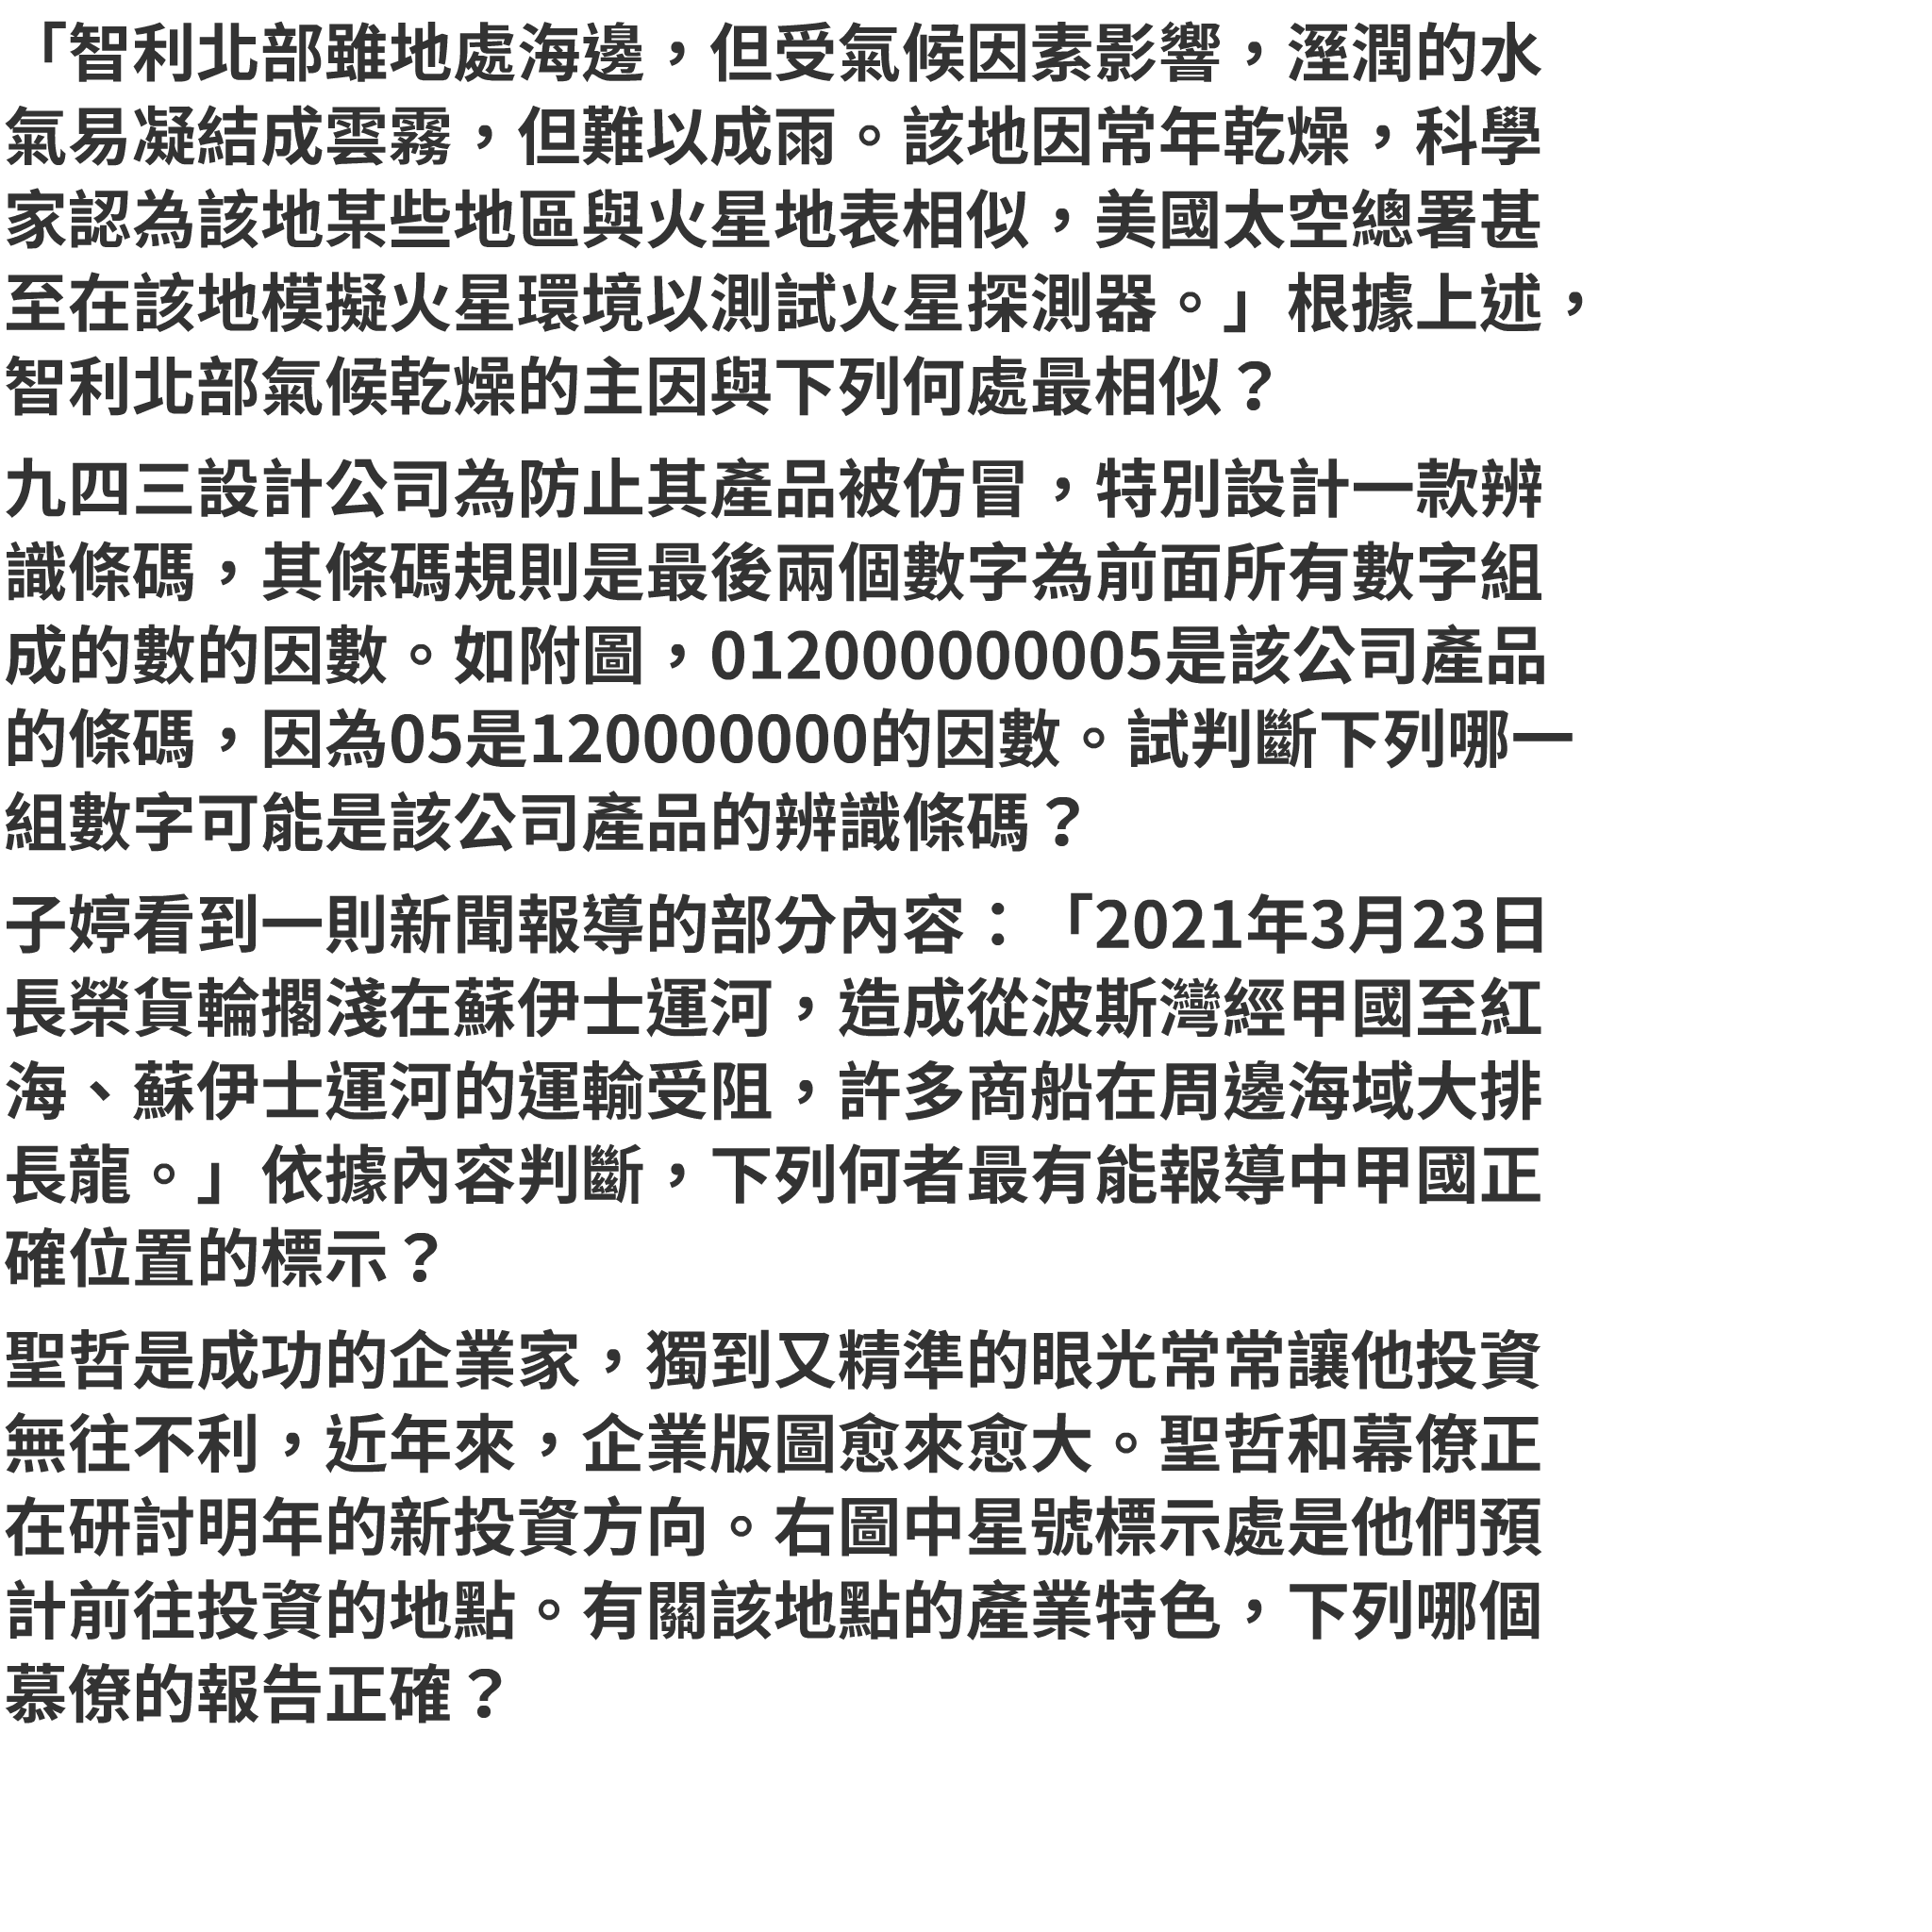 「智利北部雖地處海邊，但受氣候因素影響，溼潤的水
氣易凝結成雲霧，但難以成雨。該地因常年乾燥，科學
家認為該地某些地區與火星地表相似，美國太空總署甚
至在該地模擬火星環境以測試火星探測器。」根據上述，
智利北部氣候乾燥的主因與下列何處最相似？
九四三設計公司為防止其產品被仿冒，特別設計一款辨
識條碼，其條碼規則是最後兩個數字為前面所有數字組
成的數的因數。如附圖，012000000005是該公司產品
的條碼，因為05是120000000的因數。試判斷下列哪一
組數字可能是該公司產品的辨識條碼？
子婷看到一則新聞報導的部分內容：「2021年3月23日
長榮貨輪擱淺在蘇伊士運河，造成從波斯灣經甲國至紅
海、蘇伊士運河的運輸受阻，許多商船在周邊海域大排
長龍。」依據內容判斷，下列何者最有能報導中甲國正
確位置的標示？
聖哲是成功的企業家，獨到又精準的眼光常常讓他投資
無往不利，近年來，企業版圖愈來愈大。聖哲和幕僚正
在研討明年的新投資方向。右圖中星號標示處是他們預
計前往投資的地點。有關該地點的產業特色，下列哪個
慕僚的報告正確？